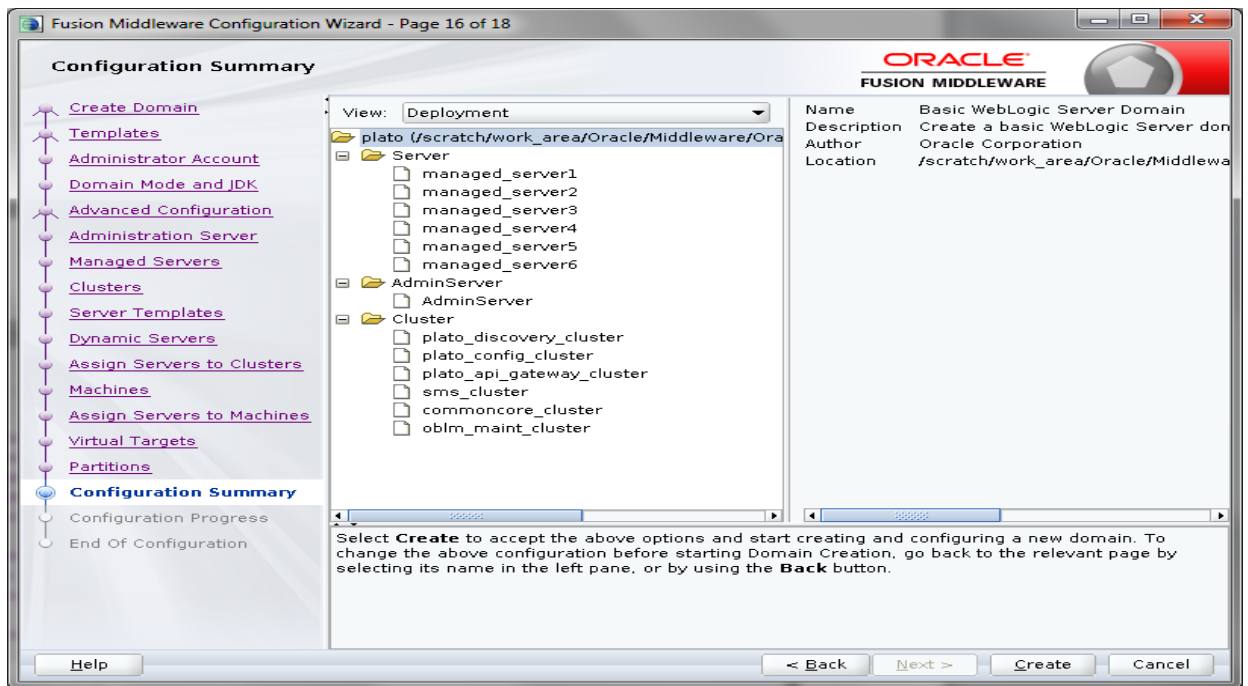 Fusion Middleware Configuration Wizard - Page 16 of 18
Configuration Summary
ORACLE
FUSION MIDDLEWARE
Create Domain
Templates
Administrator Account
Domain Mode and JDK
Advanced Configuration
Administration Server
Managed Servers
Clusters
Server Templates
Dynamic Servers
Assign Servers to Clusters
Machines
Assign Servers to Machines
Virtual Targets
Partitions
Configuration Summary
Configuration Progress
End Of Configuration
View: Deployment
plato (/scratch/work_area/Oracle/Middleware/Ora
Server
managed_server1
managed_server2
managed_server3
managed_server4
managed_server5
managed_server6
AdminServer
AdminServer
Cluster
plato_discovery_cluster
plato_config_cluster
plato_api_gateway_cluster
sms_cluster
commoncore_cluster
oblm_maint_cluster
Name Basic WebLogic Server Domain
Description Create a basic WebLogic Server don
Author Oracle Corporation
Location /scratch/work_area/Oracle/Middlewa
Select Create to accept the above options and start creating and configuring a new domain. To
change the above configuration before starting Domain Creation, go back to the relevant page by
selecting its name in the left pane, or by using the Back button.
Help
< Back
Next >
Create
Cancel